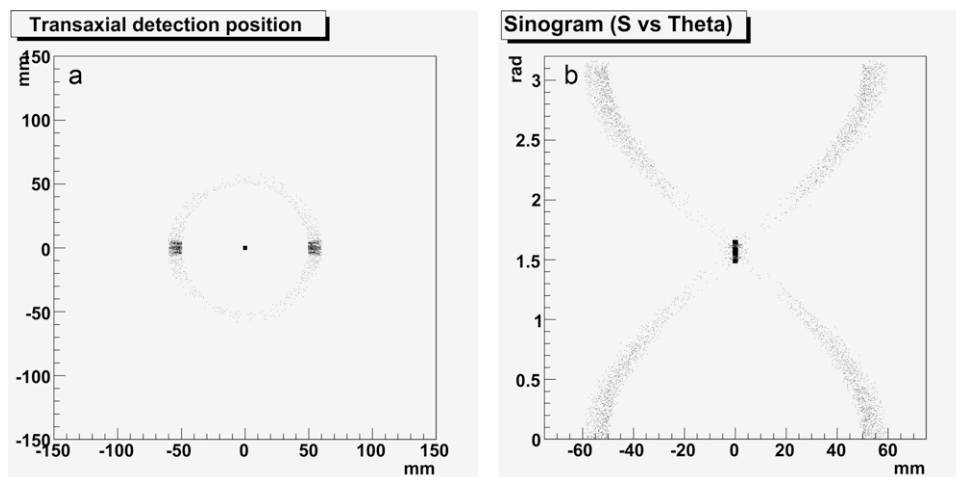 Transaxial detection position
mm
150
a
100
50
0
-50
-100
-150
-150 -100 -50 0 50 100 150
mm
Sinogram (S vs Theta)
rad
b
3
2.5
2
1.5
1
0.5
0
-60 -40 -20 0 20 40 60
mm